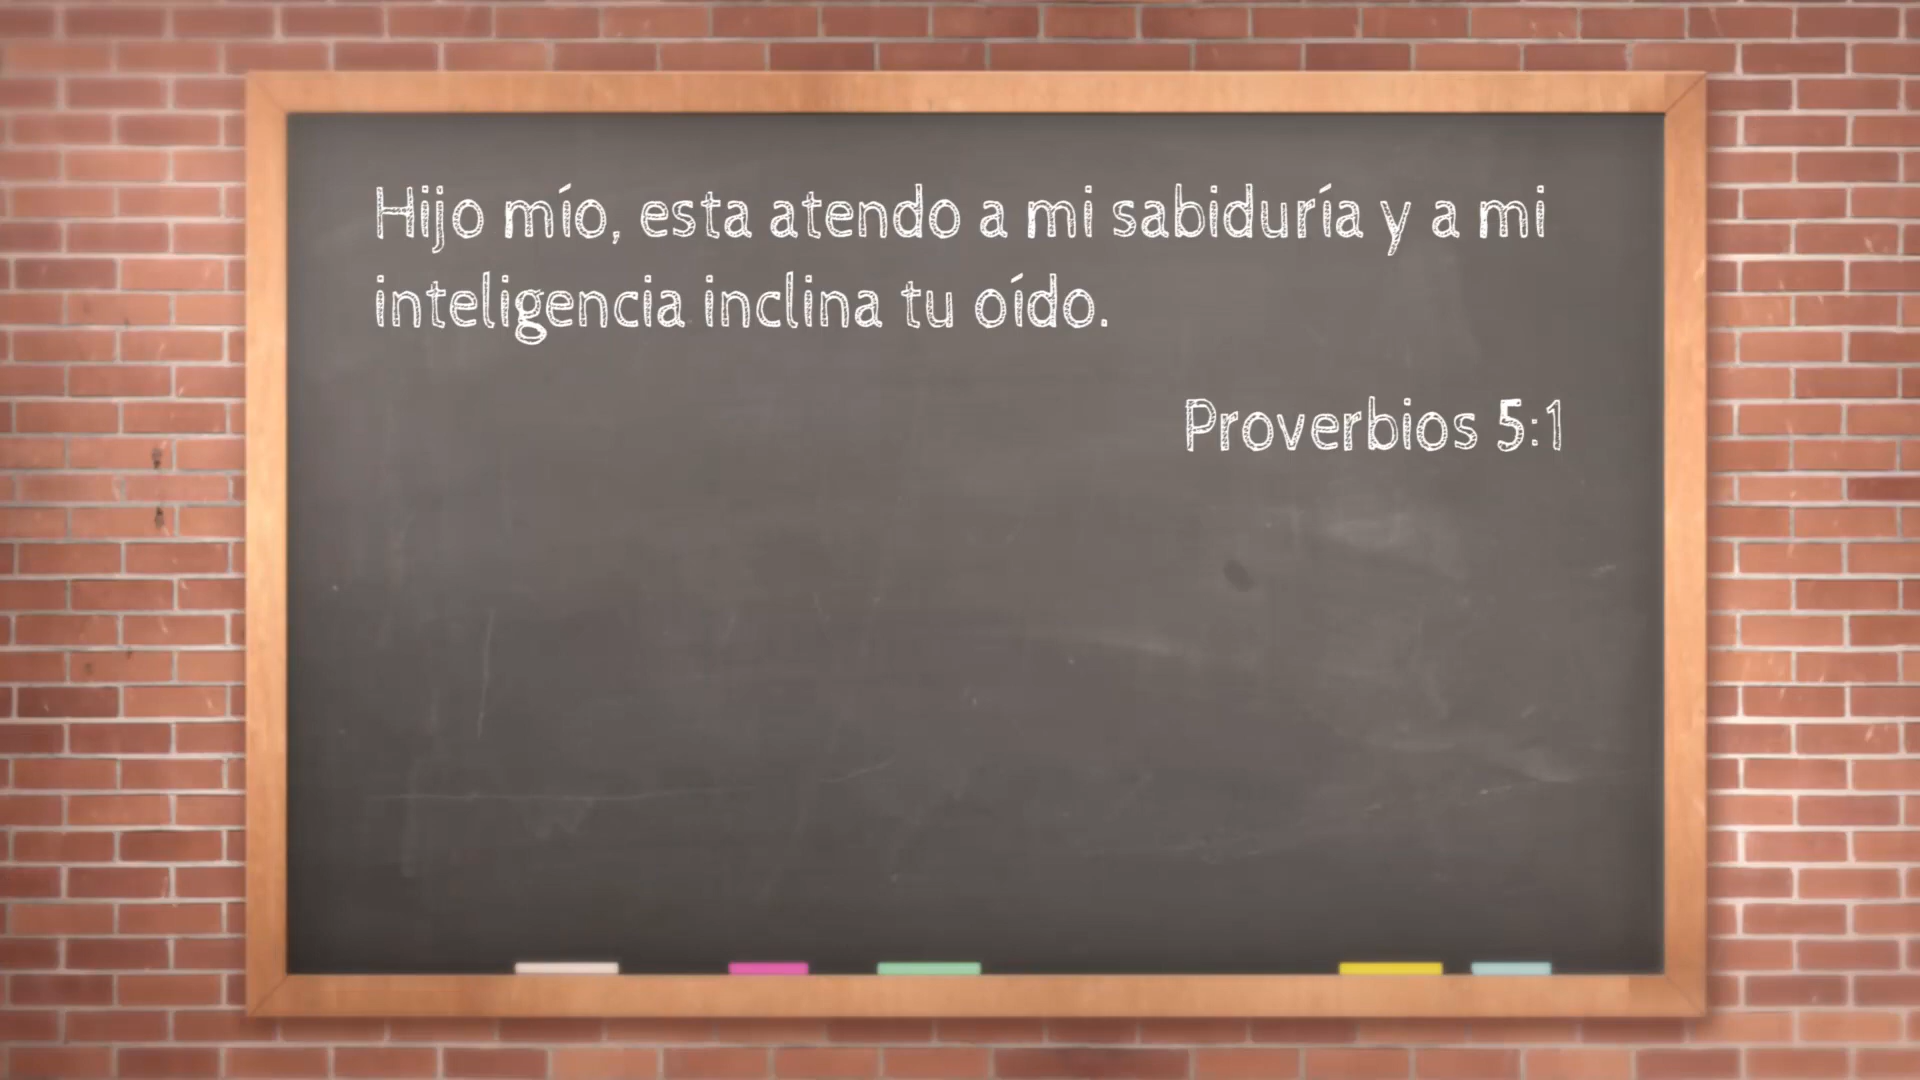 Hijo mío, esta atendo a mi sabiduría y a mi
inteligencia inclina tu oído.
Proverbios 5:1